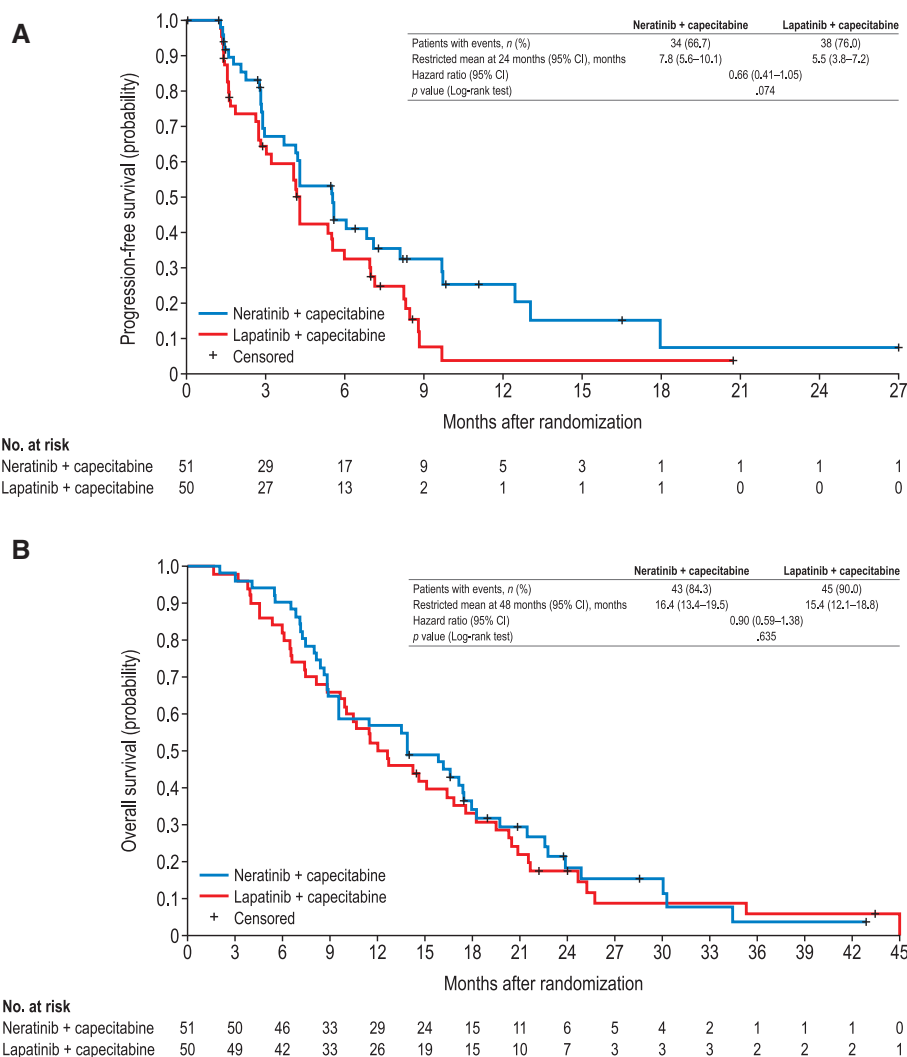 A
Neratinib + capecitabine Lapatinib + capecitabine
Patients with events, n (%) 34 (66.7) 38 (76.0)
Restricted mean at 24 months (95% CI), months 7.8 (5.6–10.1) 5.5 (3.8–7.2)
Hazard ratio (95% CI) 0.66 (0.41–1.05)
p value (Log-rank test) .074
Progression-free survival (probability)
1.0
0.9
0.8
0.7
0.6
0.5
0.4
0.3
0.2
0.1
0
Neratinib + capecitabine
Lapatinib + capecitabine
+ Censored
0 3 6 9 12 15 18 21 24 27
Months after randomization
No. at risk
Neratinib + capecitabine 51 29 17 9 5 3 1 1 1 1
Lapatinib + capecitabine 50 27 13 2 1 1 1 0 0 0
B
Neratinib + capecitabine Lapatinib + capecitabine
Patients with events, n (%) 43 (84.3) 45 (90.0)
Restricted mean at 48 months (95% CI), months 16.4 (13.4–19.5) 15.4 (12.1–18.8)
Hazard ratio (95% CI) 0.90 (0.59–1.38)
p value (Log-rank test) .635
Overall survival (probability)
1.0
0.9
0.8
0.7
0.6
0.5
0.4
0.3
0.2
0.1
0
Neratinib + capecitabine
Lapatinib + capecitabine
+ Censored
0 3 6 9 12 15 18 21 24 27 30 33 36 39 42 45
Months after randomization
No. at risk
Neratinib + capecitabine 51 50 46 33 29 24 15 11 6 5 4 2 1 1 1 0
Lapatinib + capecitabine 50 49 42 33 26 19 15 10 7 3 3 3 2 2 2 1